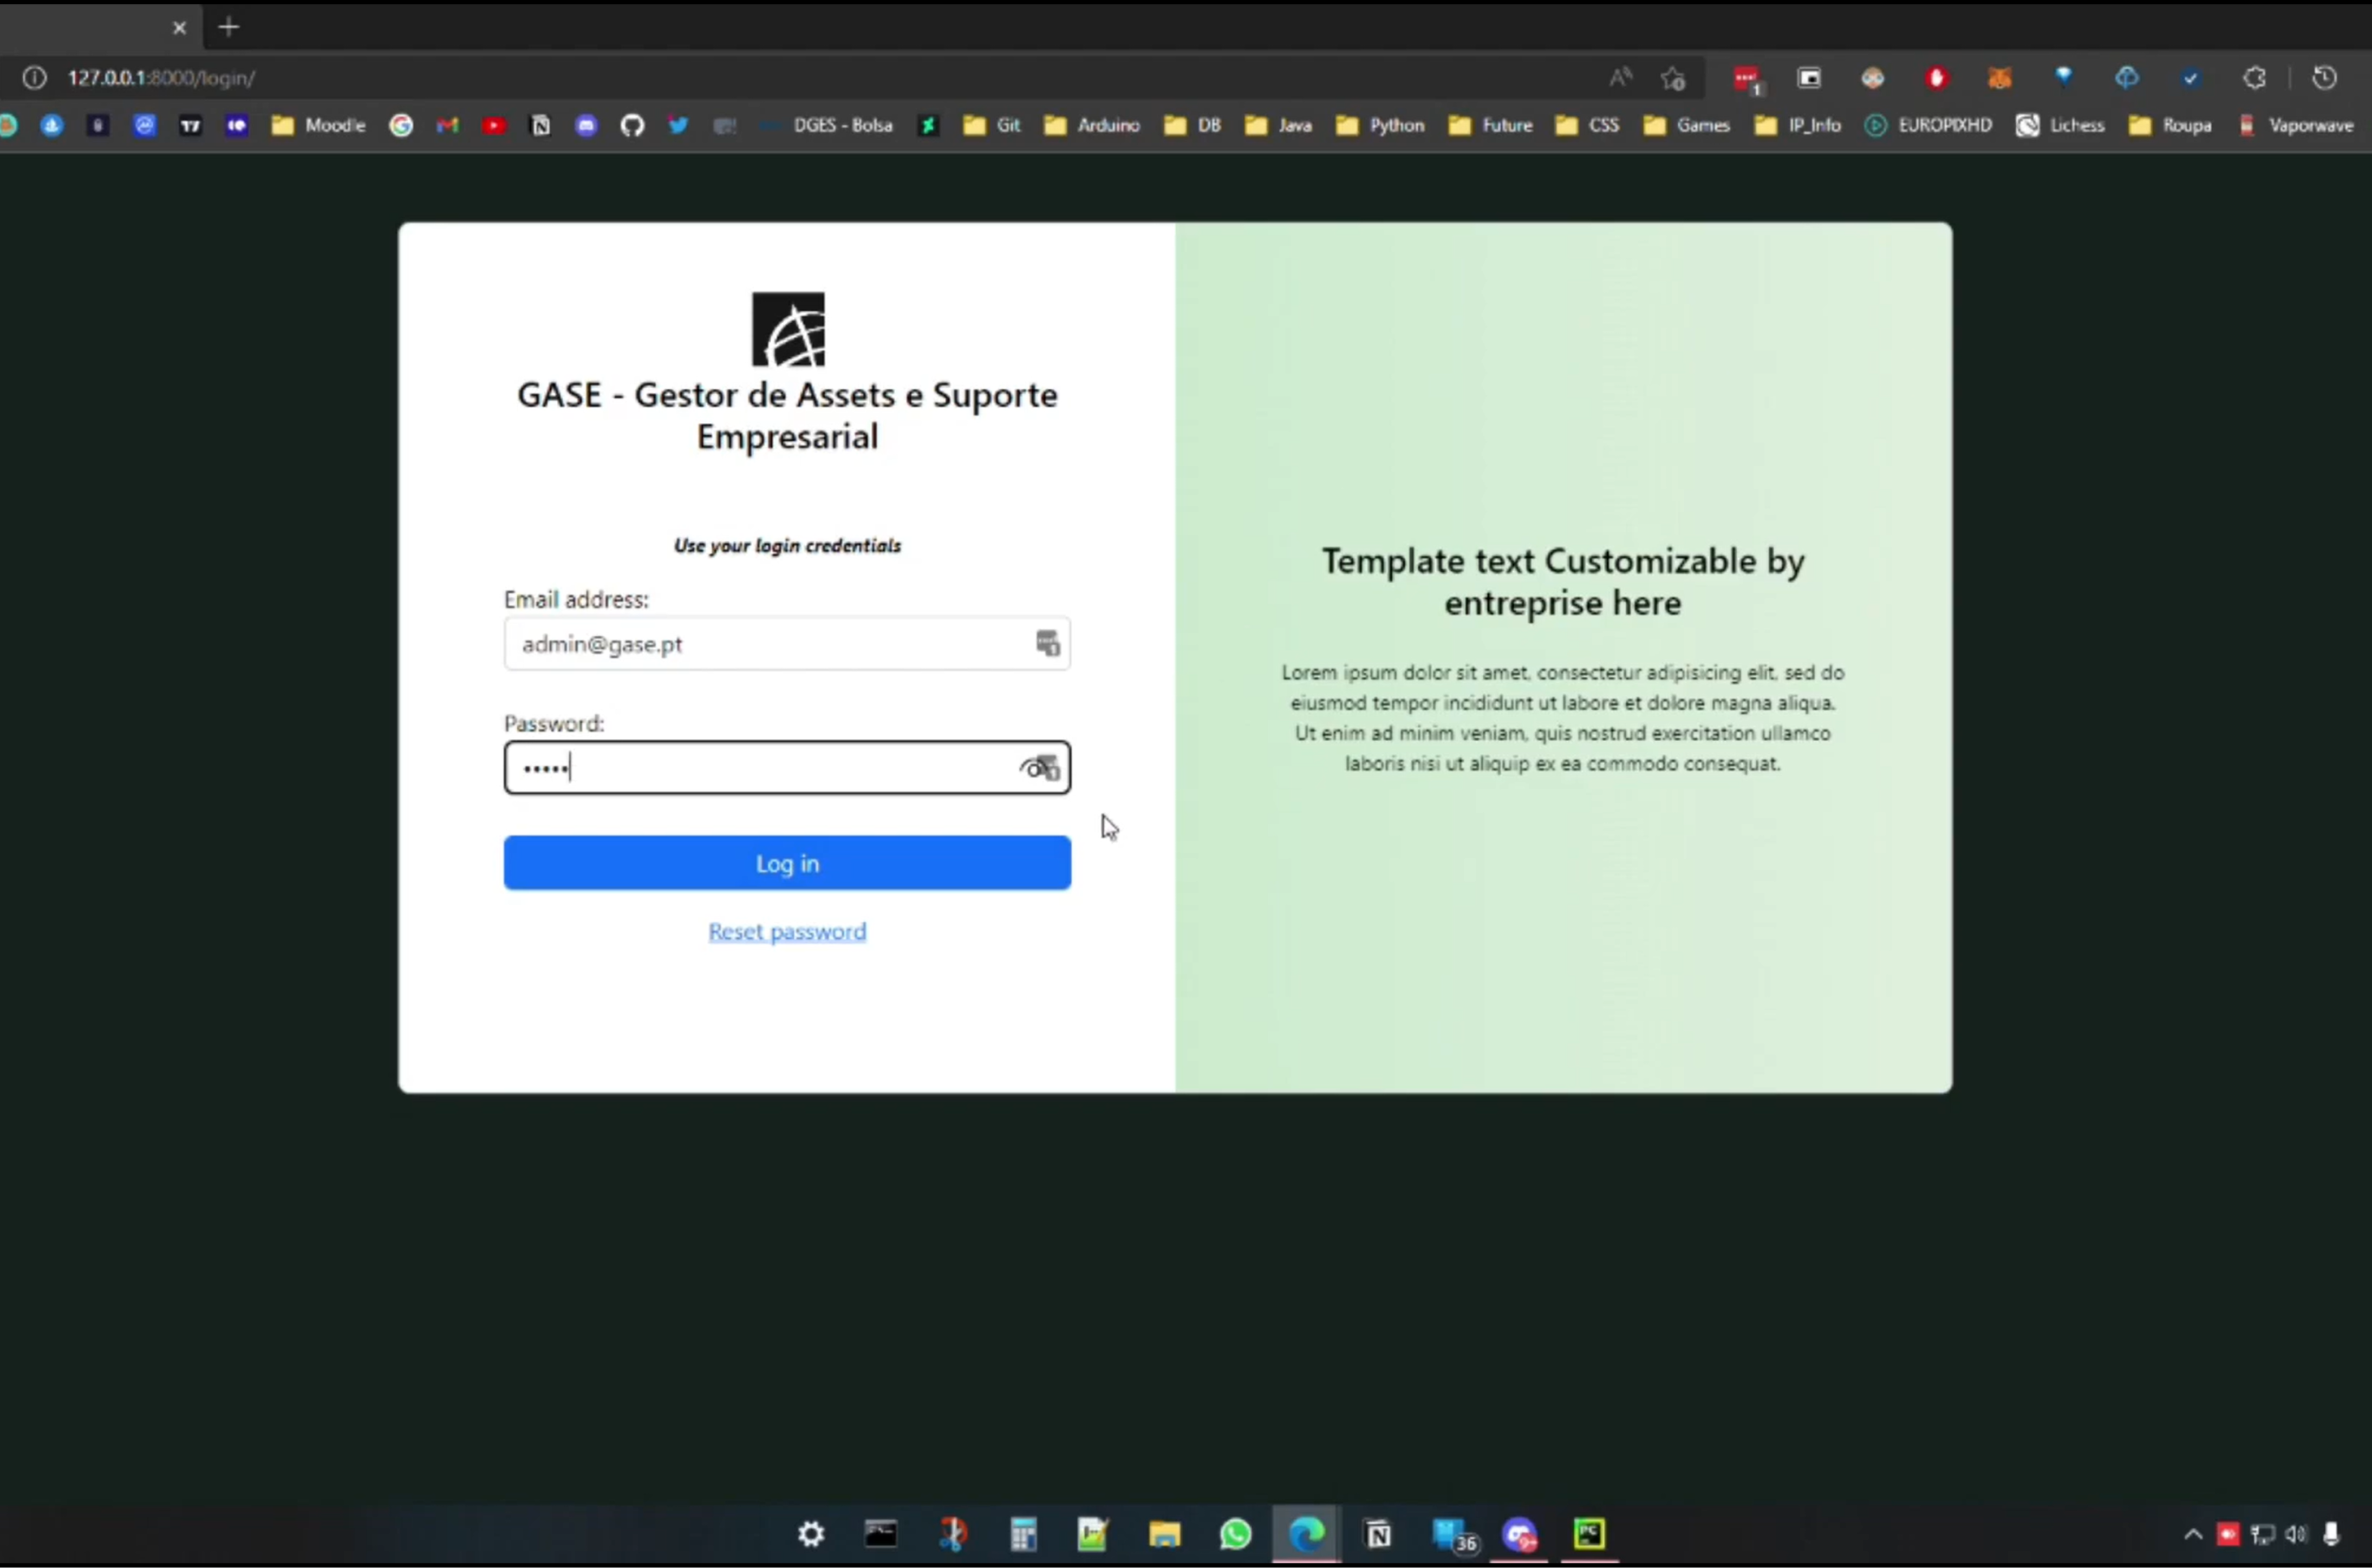 127.0.0.1:8000/login/
1
Moodle
DGES - Bolsa
Git
Arduino
DB
Java
Python
Future
CSS
Games
IP_Info
EUROPIXHD
Lichess
Roupa
Vaporwave
GASE - Gestor de Assets e Suporte
Empresarial
Use your login credentials
Email address:
admin@gase.pt
Password:
•••••
Log in
Reset password
Template text Customizable by
entreprise here
Lorem ipsum dolor sit amet, consectetur adipisicing elit, sed do
eiusmod tempor incididunt ut labore et dolore magna aliqua.
Ut enim ad minim veniam, quis nostrud exercitation ullamco
laboris nisi ut aliquip ex ea commodo consequat.
36
9+
PC